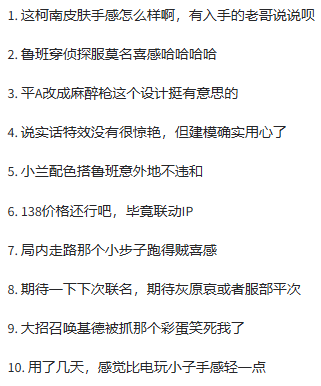 1. 这柯南皮肤手感怎么样啊，有入手的老哥说说呗
2. 鲁班穿侦探服莫名喜感哈哈哈哈
3. 平A改成麻醉枪这个设计挺有意思的
4. 说实话特效没有很惊艳，但建模确实用心了
5. 小兰配色搭鲁班意外地不违和
6. 138价格还行吧，毕竟联动IP
7. 局内走路那个小步子跑得贼喜感
8. 期待一下下次联名，期待灰原哀或者服部平次
9. 大招召唤基德被抓那个彩蛋笑死我了
10. 用了几天，感觉比电玩小子手感轻一点